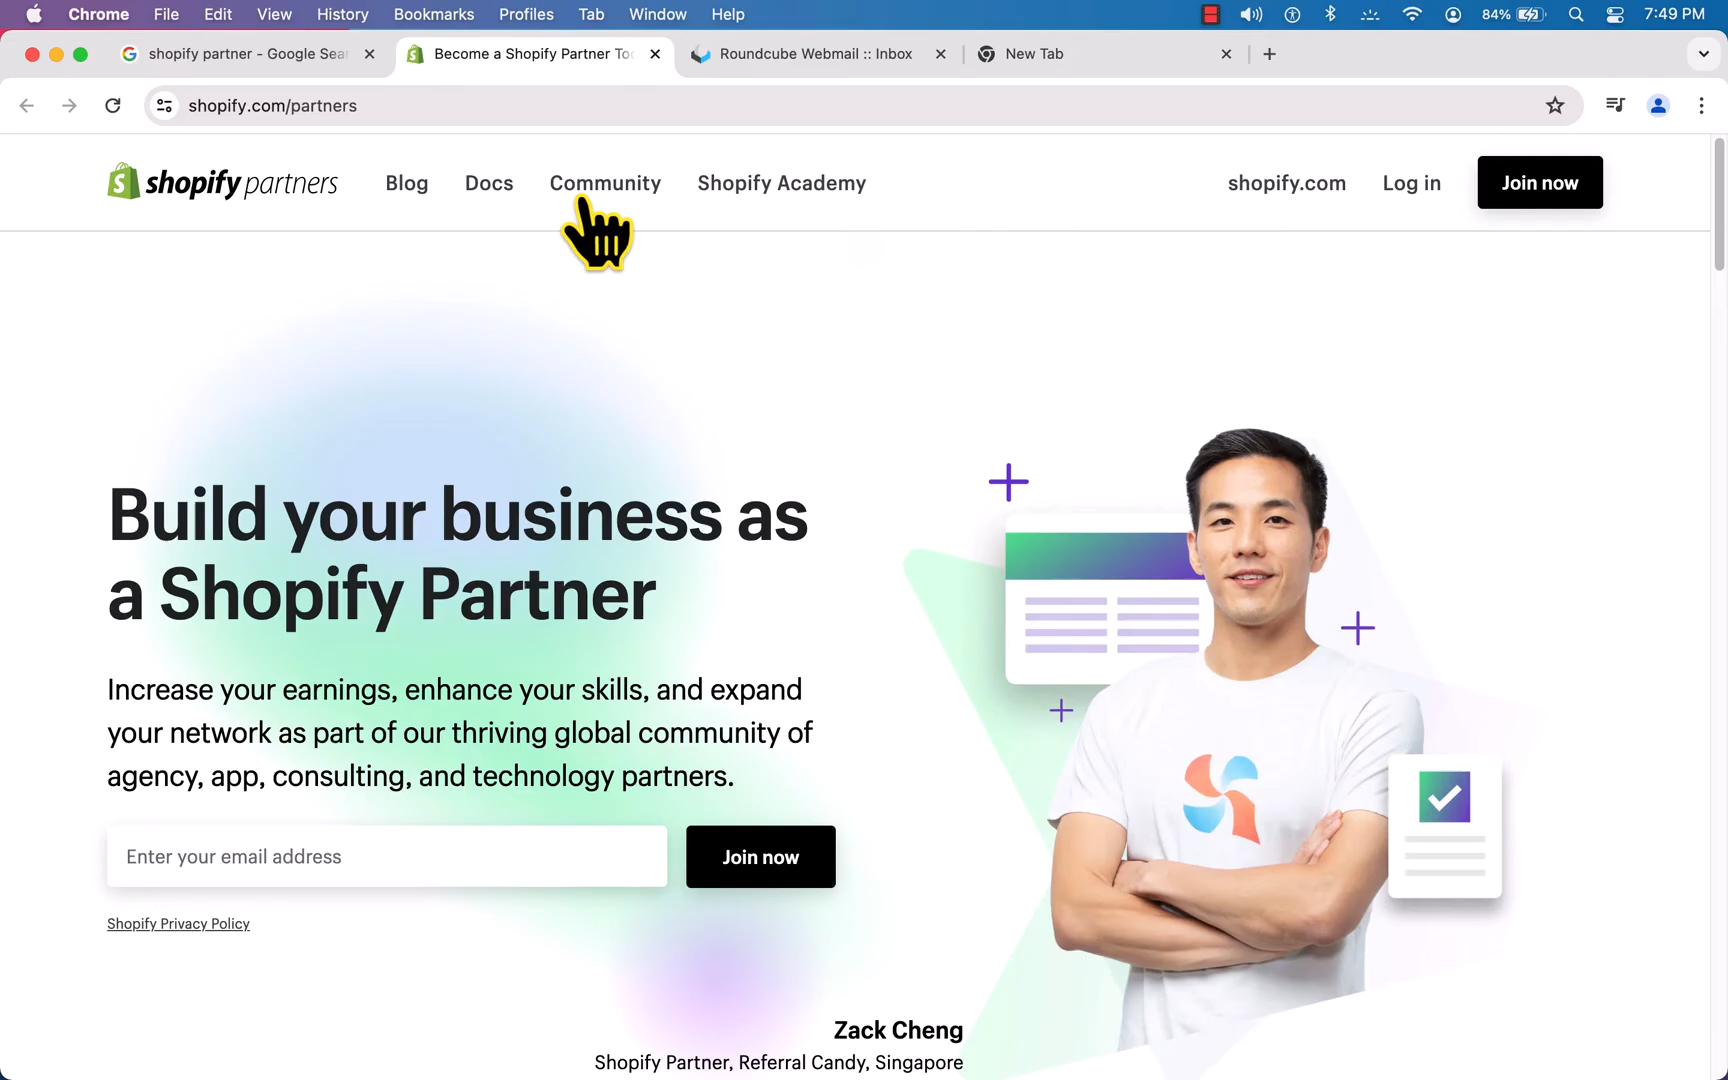 Chrome File Edit View History Bookmarks Profiles Tab Window Help 84% 7:49 PM
shopify partner - Google Sear Become a Shopify Partner To Roundcube Webmail :: Inbox New Tab
shopify.com/partners
shopify partners Blog Docs Community Shopify Academy shopify.com Log in Join now
Build your business as
a Shopify Partner
Increase your earnings, enhance your skills, and expand
your network as part of our thriving global community of
agency, app, consulting, and technology partners.
Enter your email address Join now
Shopify Privacy Policy
Zack Cheng
Shopify Partner, Referral Candy, Singapore